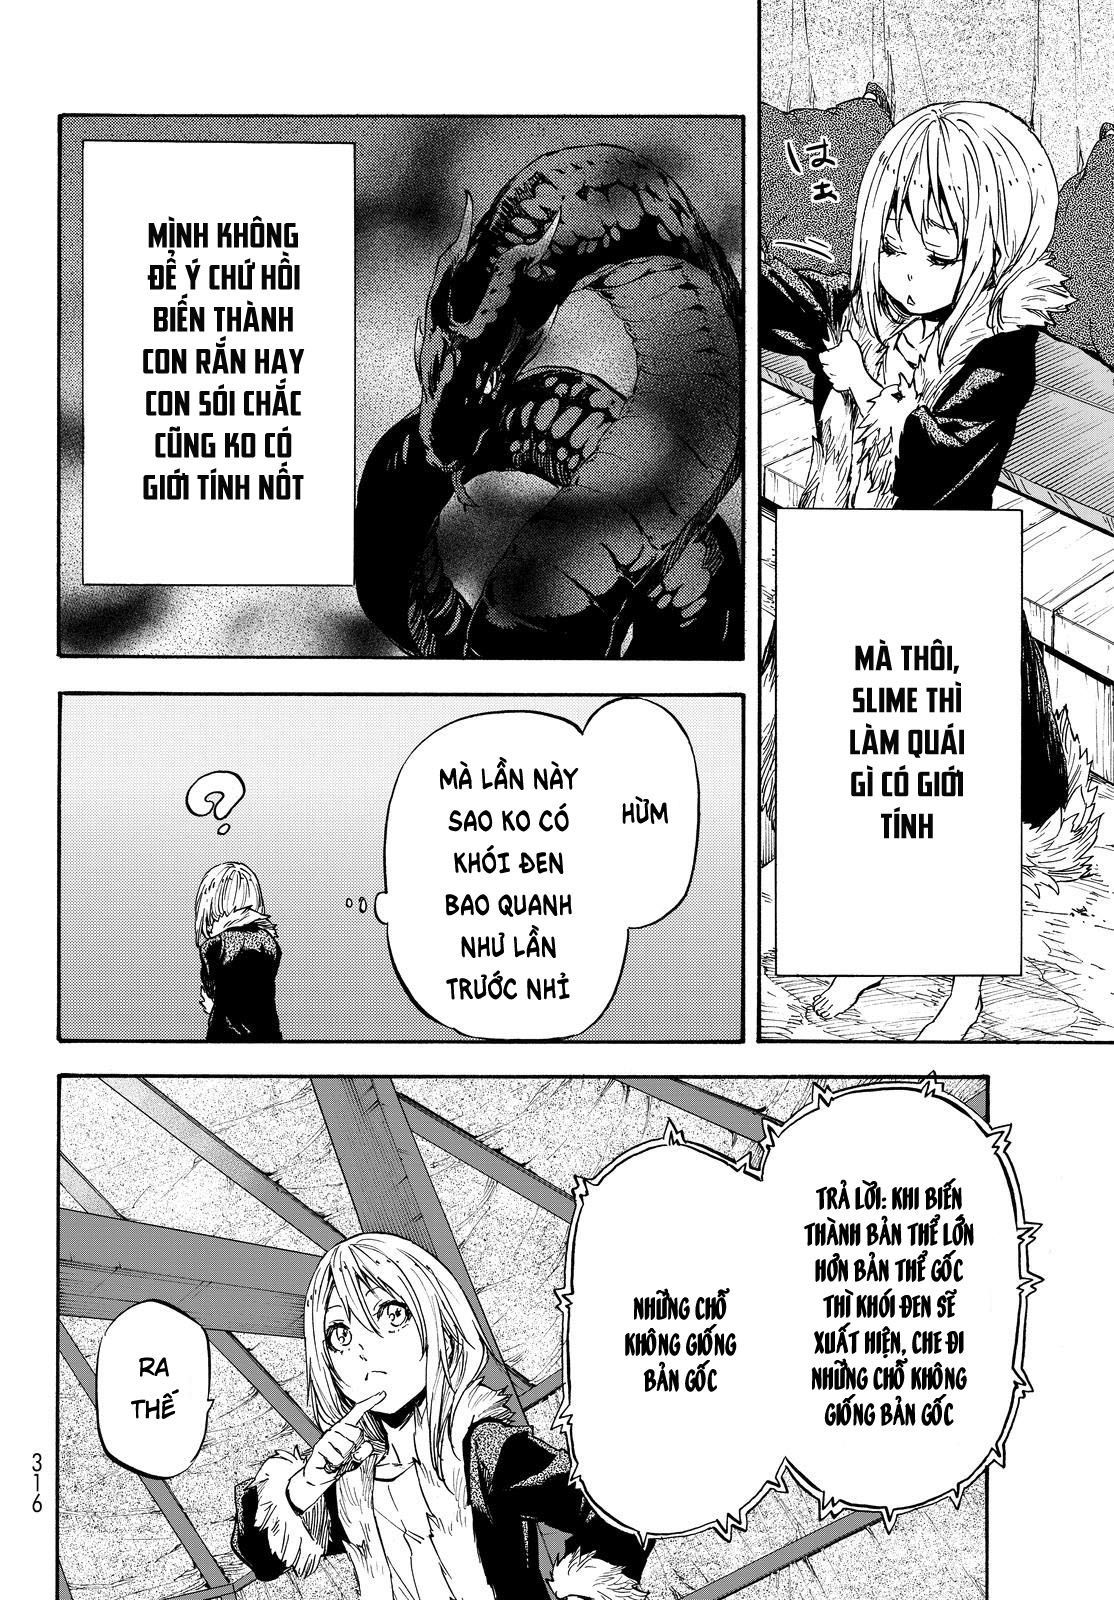 はぁ
MÀ THÔI,
SLIME THÌ
LÀM QUÁI
GÌ CÓ GIỚI
TÍNH
MÌNH KHÔNG
ĐỂ Ý CHỨ HỒI
BIẾN THÀNH
CON RẮN HAY
CON SÓI CHẮC
CŨNG KO CÓ
GIỚI TÍNH NỐT
HỪM
MÀ LẦN NÀY
SAO KO CÓ
KHÓI ĐEN
BAO QUANH
NHƯ LẦN
TRƯỚC NHỈ
?
TRẢ LỜI: KHI BIẾN
THÀNH BẢN THỂ LỚN
HƠN BẢN THỂ GỐC
THÌ KHÓI ĐEN SẼ
XUẤT HIỆN, CHE ĐI
NHỮNG CHỖ KHÔNG
GIỐNG BẢN GỐC
NHỮNG CHỖ
KHÔNG GIỐNG
BẢN GỐC
RA
THẾ
316